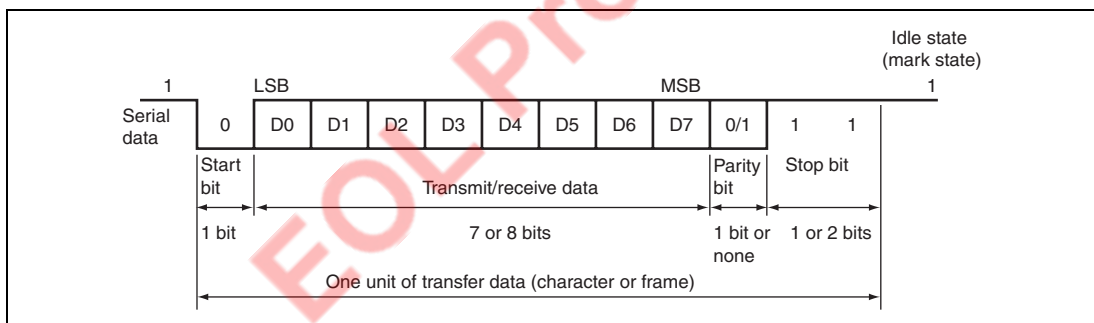 EOL Pro
Idle state
(mark state)
1 LSB MSB 1
Serial
data
0 D0 D1 D2 D3 D4 D5 D6 D7 0/1 1 1
Start
bit
Transmit/receive data
Parity
bit
Stop bit
1 bit
7 or 8 bits
1 bit or
none
1 or 2 bits
One unit of transfer data (character or frame)